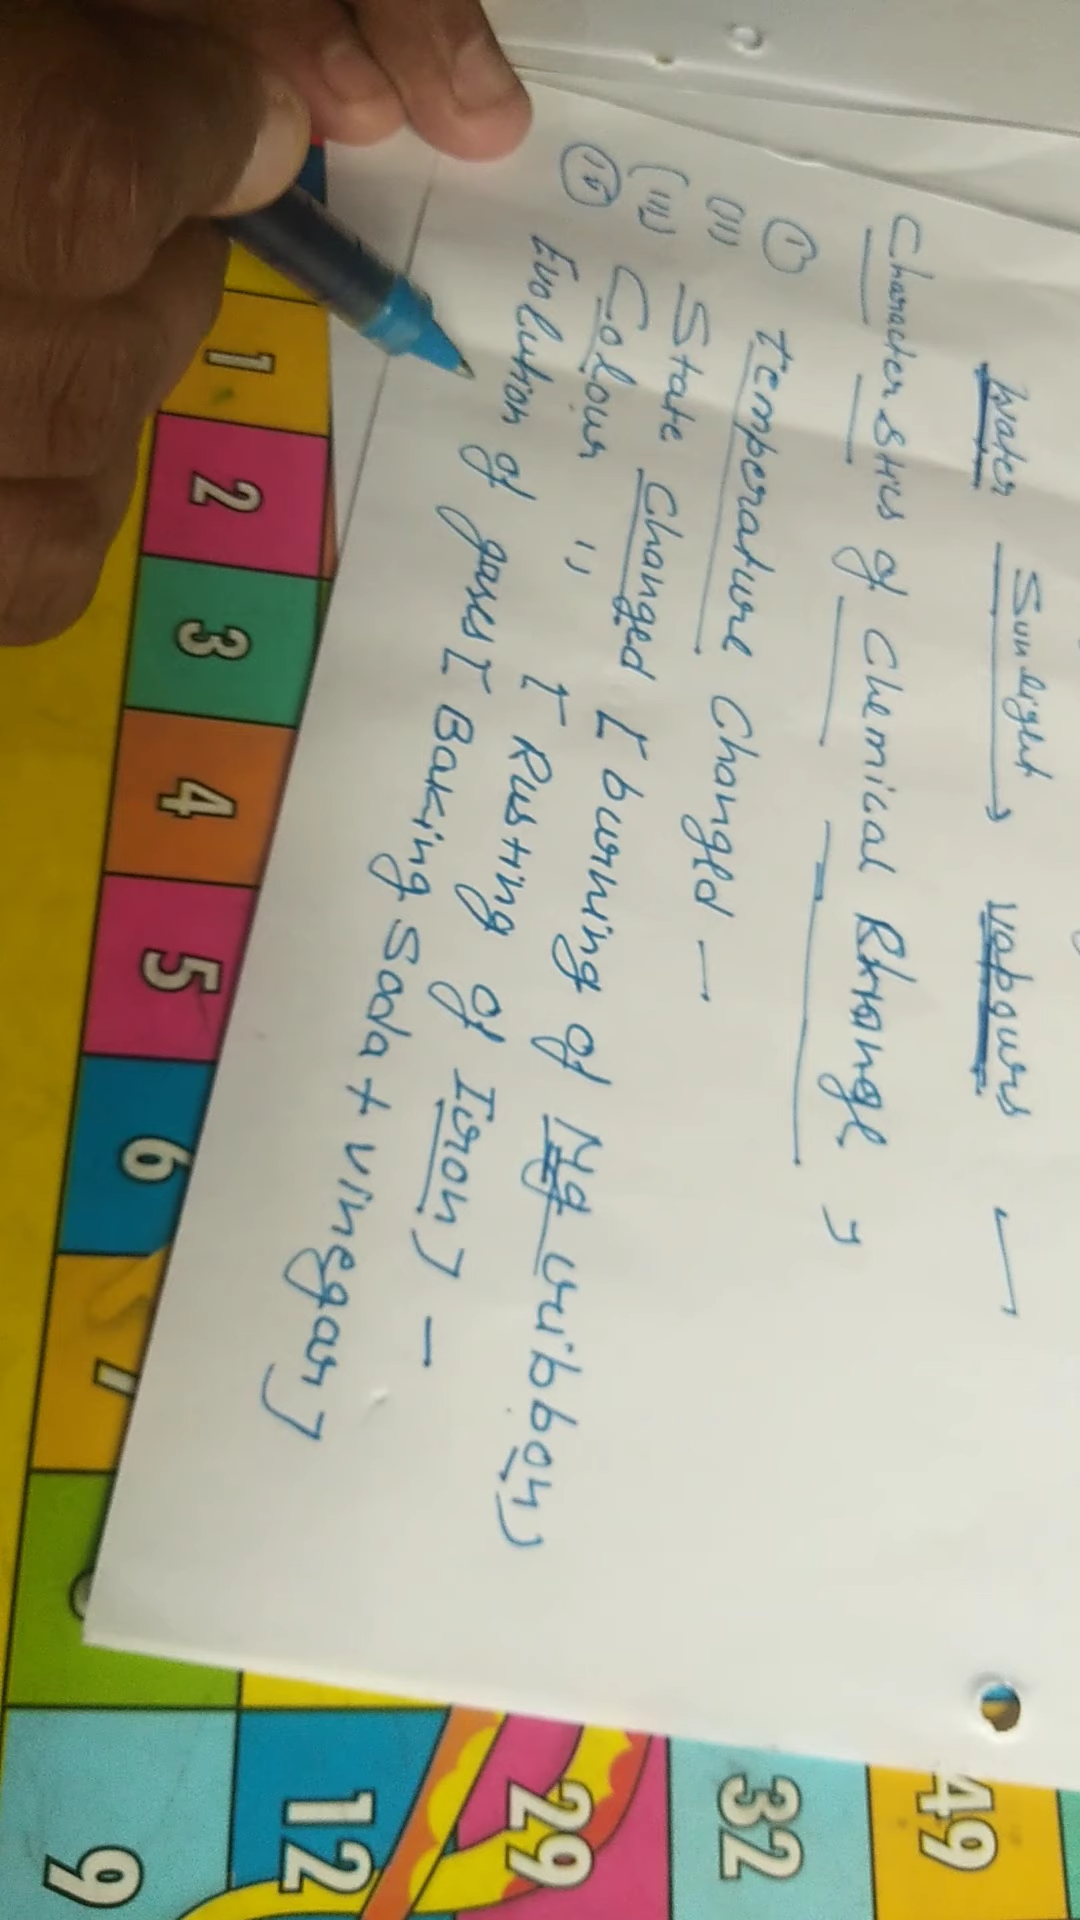 Water Sunlight → Vapours
Characterstics of Chemical Change
(i) temperature Changed -
(ii) State Changed [ burning of Mg ribbon)
(iii) Colour ,, [ Rusting of Iron] -
(iv) Evolution of gases [ Baking Soda + vinegar]
1
2
3
4
5
6
7
9
12
29
32
49